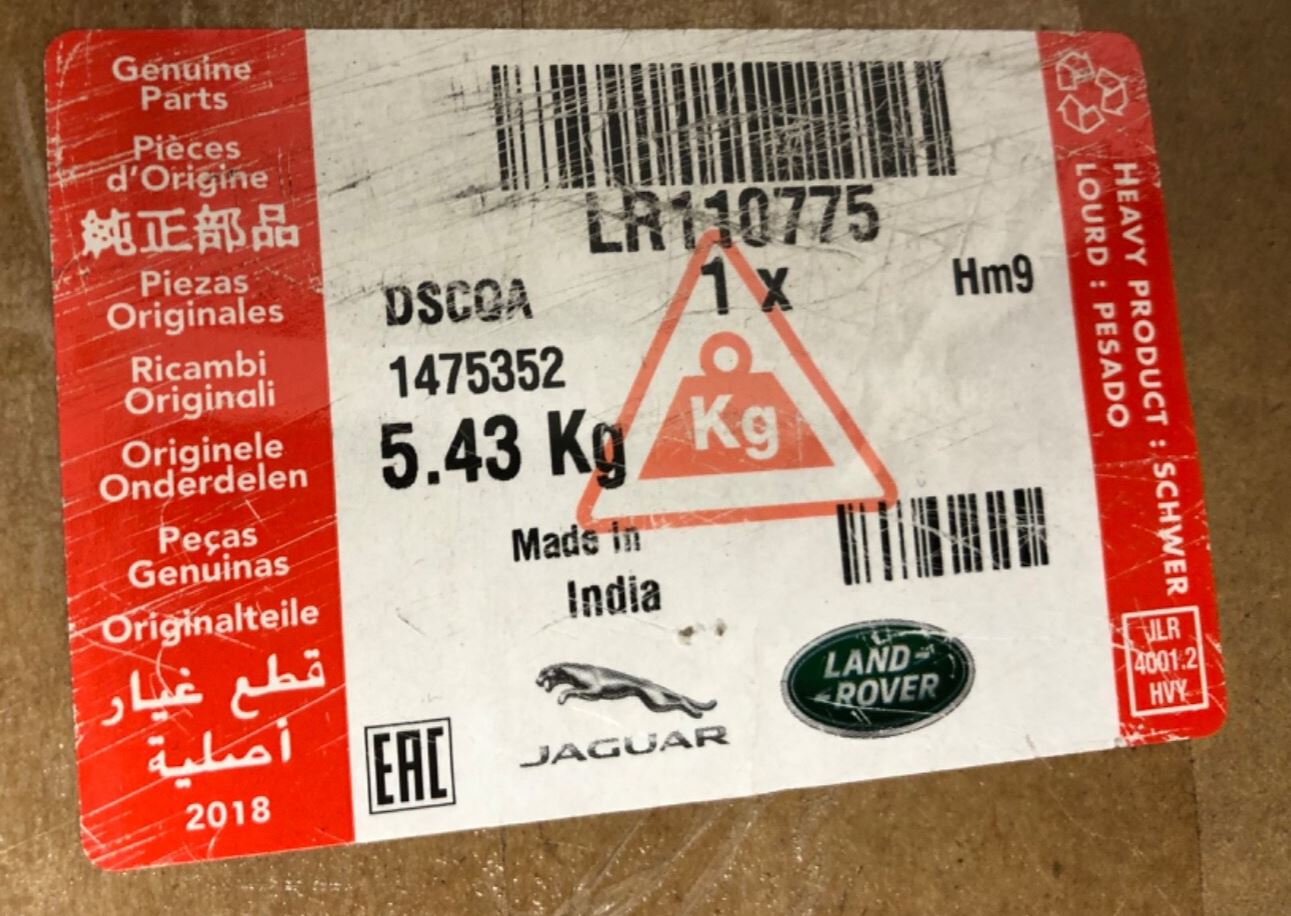 Genuine
Parts
Pièces
d'Origine
純正部品
Piezas
Originales
Ricambi
Originali
Originele
Onderdelen
Peças
Genuinas
Originalteile
قطع غيار
أصلية
2018
LR110775
1 x
Hm9
DSCQA
1475352
5.43 Kg
Kg
Made in
India
EAC
JAGUAR
LAND-
-ROVER
HEAVY PRODUCT : SCHWER
LOURD : PESADO
JLR
4001.2
HVY